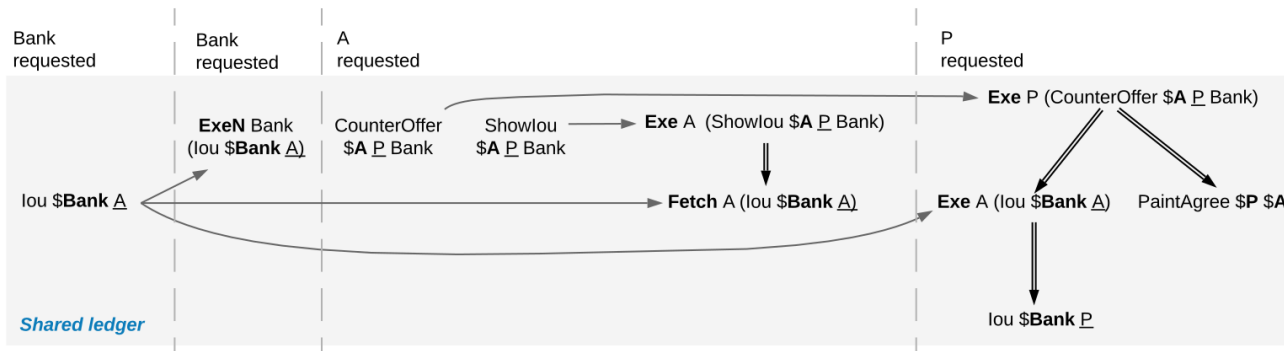 Bank
requested
Bank
requested
A
requested
P
requested
Exe P (CounterOffer $A P Bank)
ExeN Bank
(Iou $Bank A)
CounterOffer
$A P Bank
ShowIou
$A P Bank
Exe A (ShowIou $A P Bank)
Iou $Bank A
Fetch A (Iou $Bank A)
Exe A (Iou $Bank A)
PaintAgree $P $A
Iou $Bank P
Shared ledger